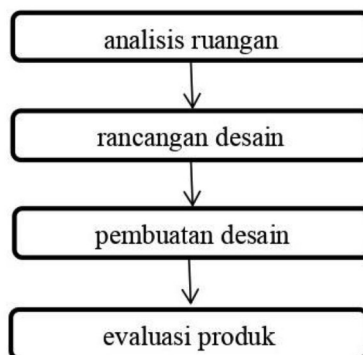 analisis ruangan
rancangan desain
pembuatan desain
evaluasi produk